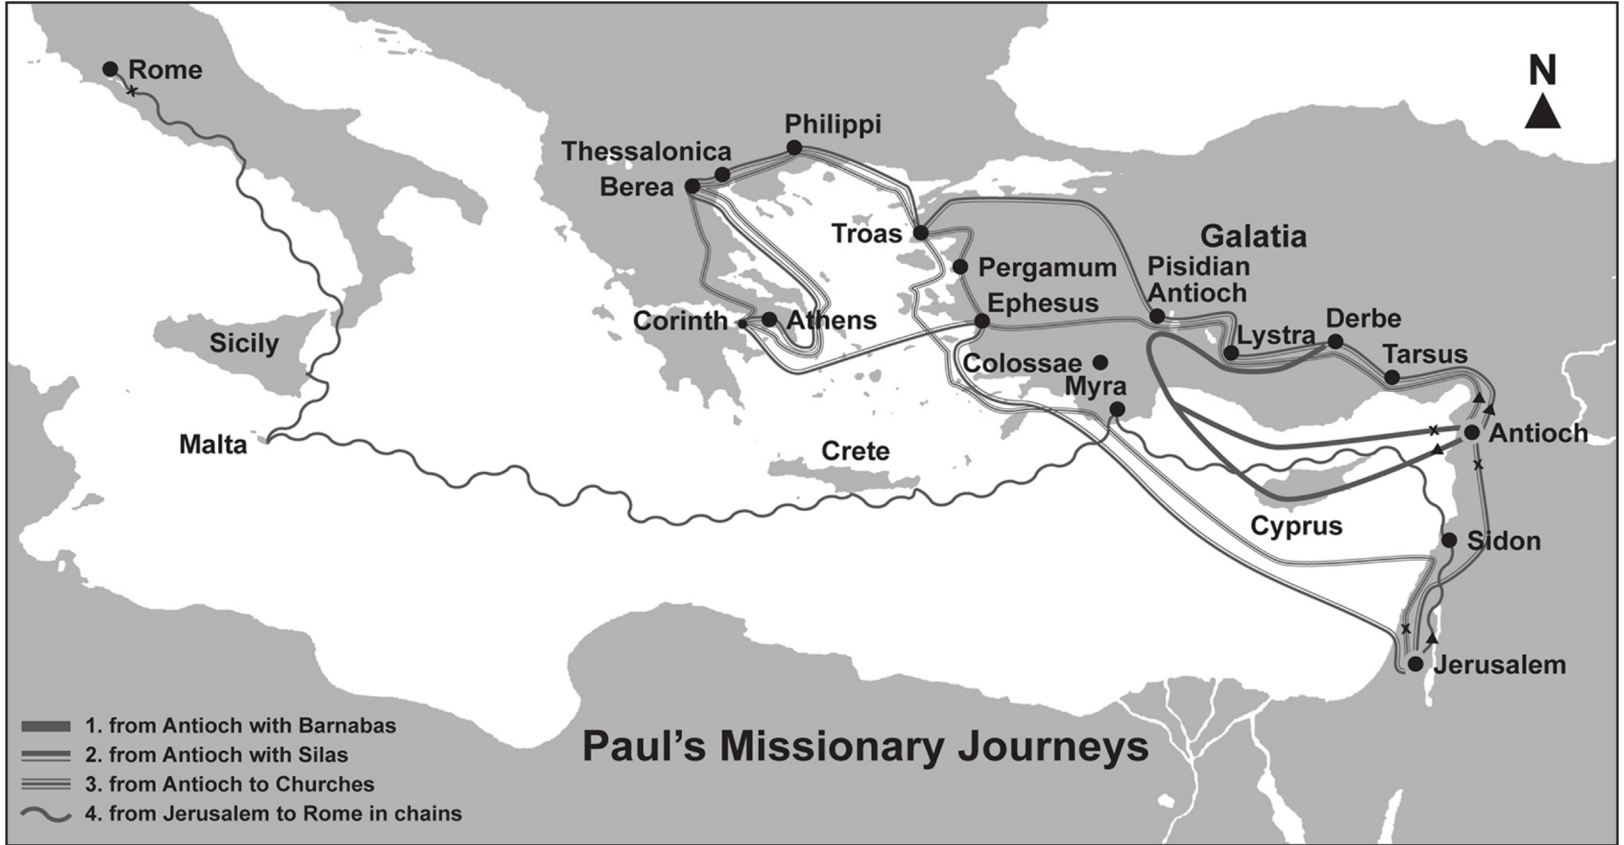 N
Rome
Philippi
Thessalonica
Berea
Troas
Galatia
Pergamum
Pisidian
Antioch
Ephesus
Corinth
Athens
Derbe
Lystra
Sicily
Tarsus
Colossae
Myra
Antioch
Malta
Crete
Cyprus
Sidon
Jerusalem
1. from Antioch with Barnabas
2. from Antioch with Silas
3. from Antioch to Churches
4. from Jerusalem to Rome in chains
Paul’s Missionary Journeys